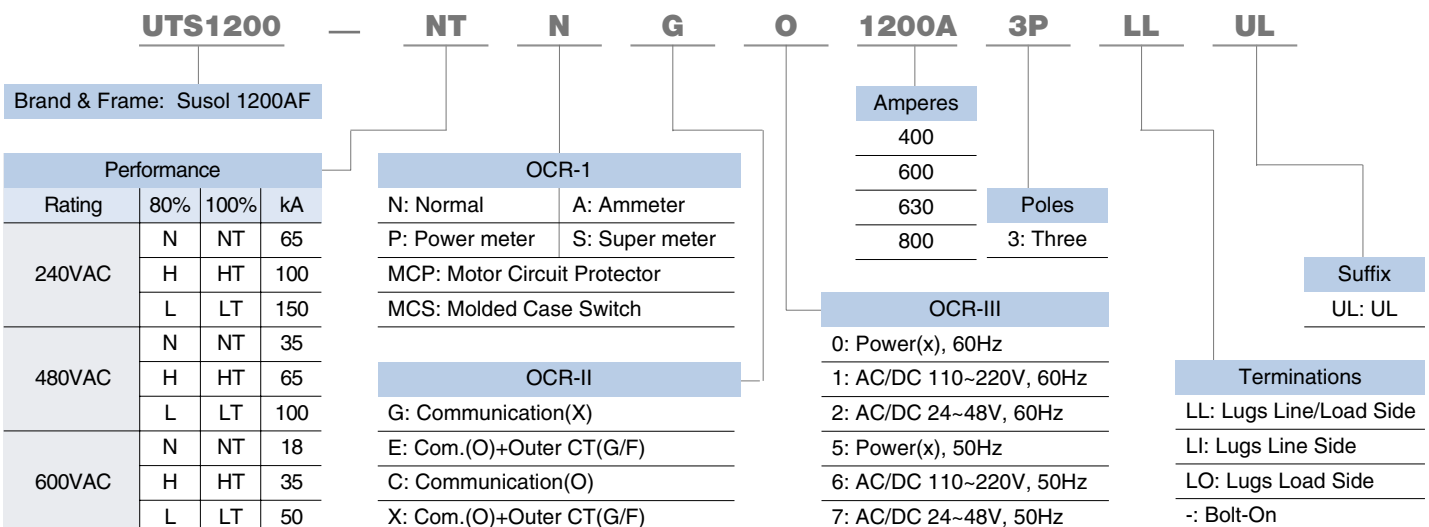 UTS1200 — NT N G O 1200A 3P LL UL
Brand & Frame: Susol 1200AF
Performance
Rating 80% 100% kA
240VAC N NT 65
H HT 100
L LT 150
480VAC N NT 35
H HT 65
L LT 100
600VAC N NT 18
H HT 35
L LT 50
OCR-1
N: Normal A: Ammeter
P: Power meter S: Super meter
MCP: Motor Circuit Protector
MCS: Molded Case Switch
OCR-II
G: Communication(X)
E: Com.(O)+Outer CT(G/F)
C: Communication(O)
X: Com.(O)+Outer CT(G/F)
Amperes
400
600
630
800
Poles
3: Three
OCR-III
0: Power(x), 60Hz
1: AC/DC 110~220V, 60Hz
2: AC/DC 24~48V, 60Hz
5: Power(x), 50Hz
6: AC/DC 110~220V, 50Hz
7: AC/DC 24~48V, 50Hz
Suffix
UL: UL
Terminations
LL: Lugs Line/Load Side
LI: Lugs Line Side
LO: Lugs Load Side
-: Bolt-On